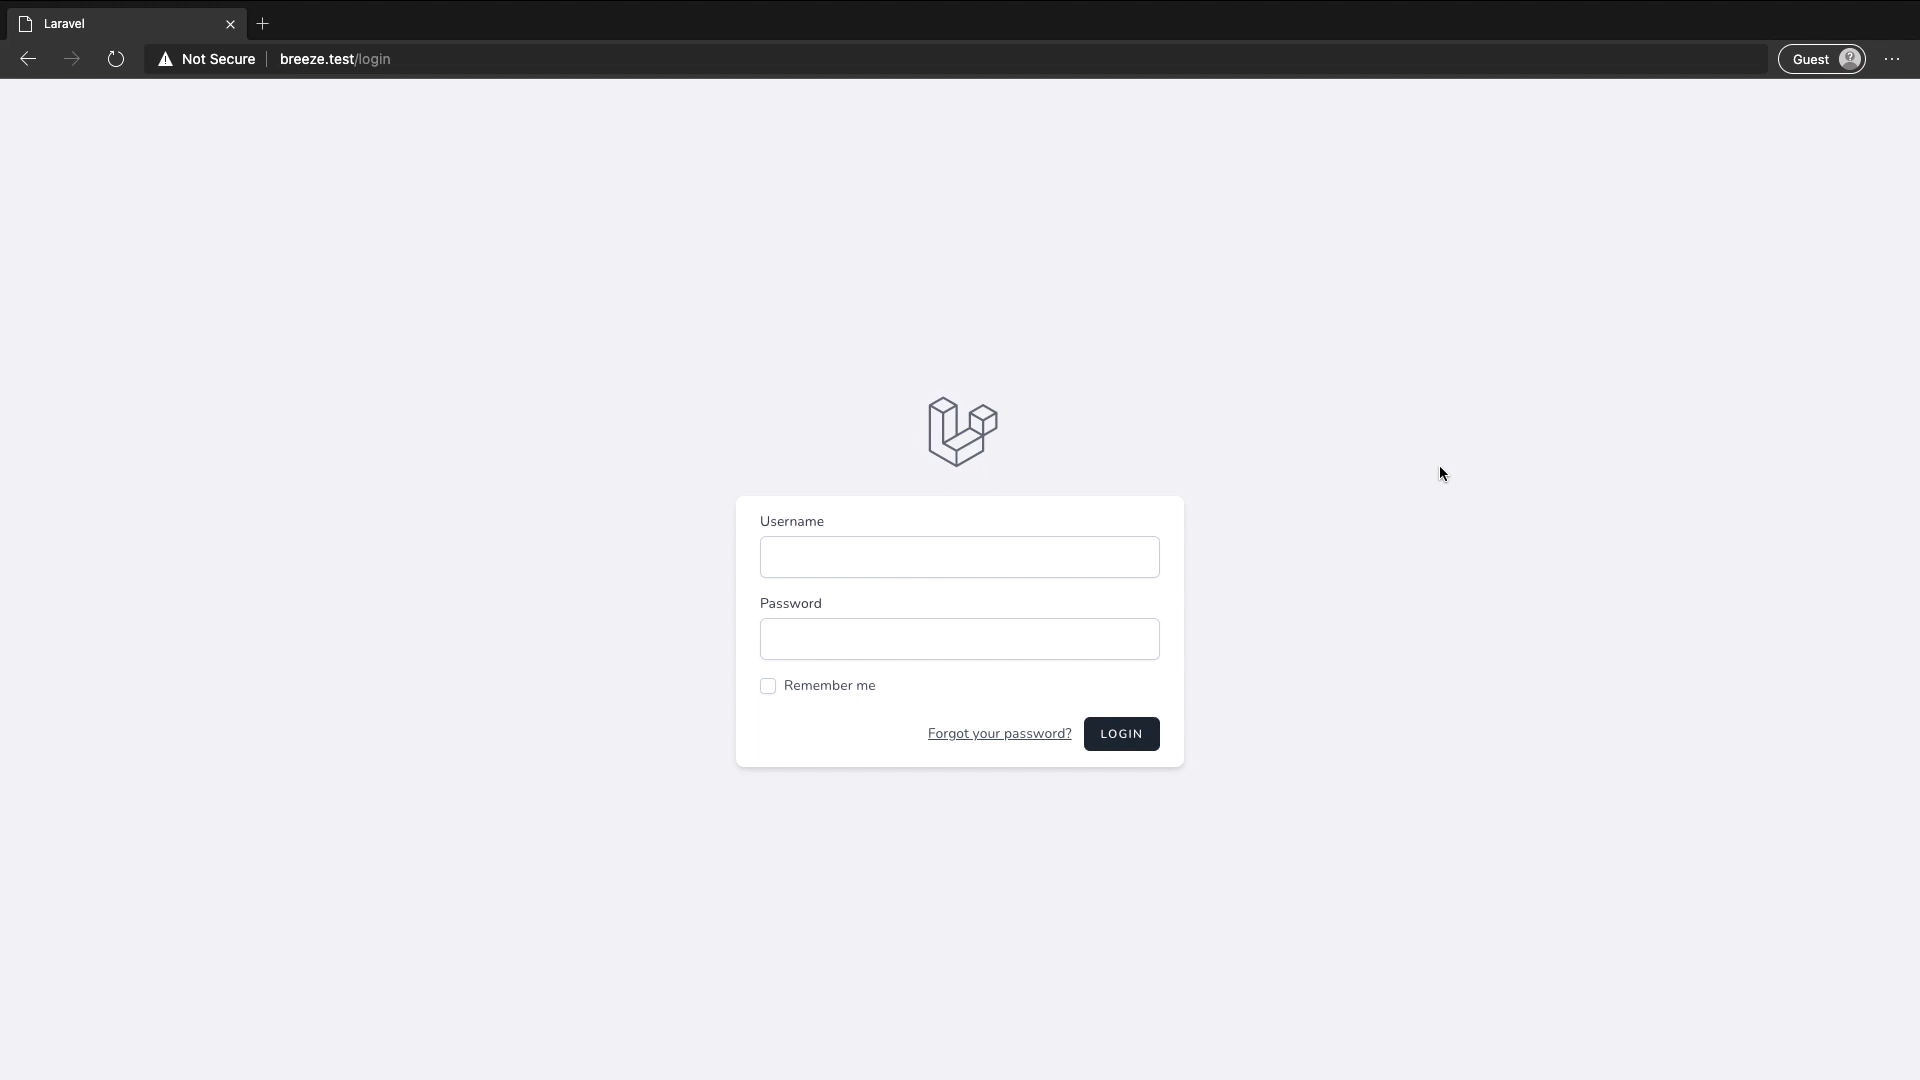 Laravel
Not Secure breeze.test/login Guest
Username
Password
Remember me
Forgot your password? LOGIN